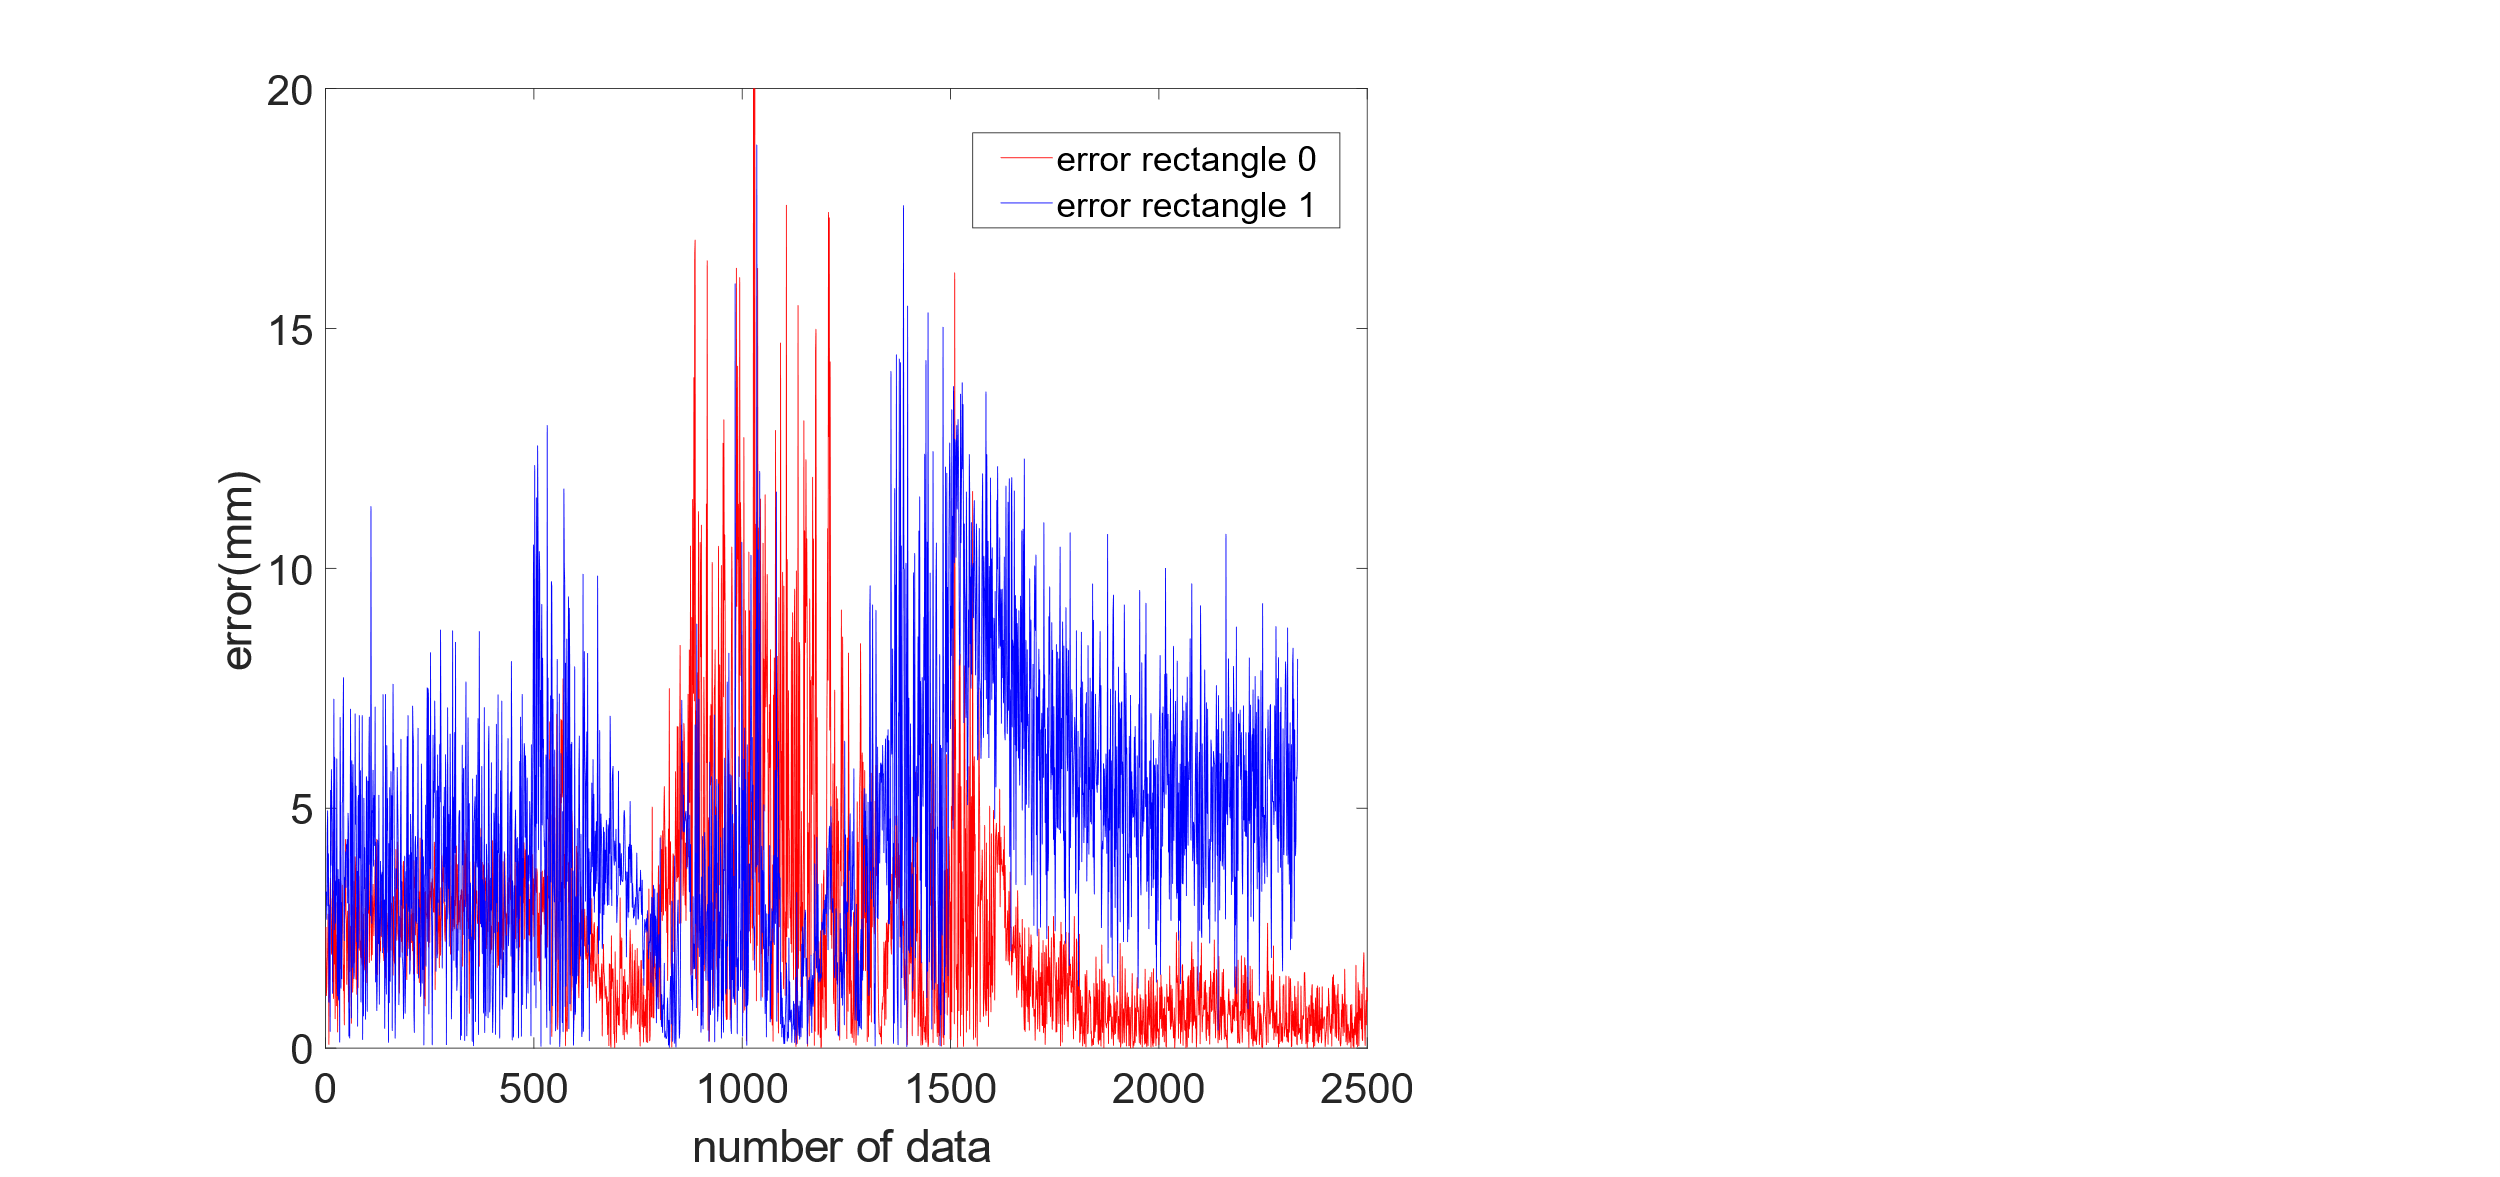 20
15
10
5
0
error(mm)
error rectangle 0
error rectangle 1
0 500 1000 1500 2000 2500
number of data